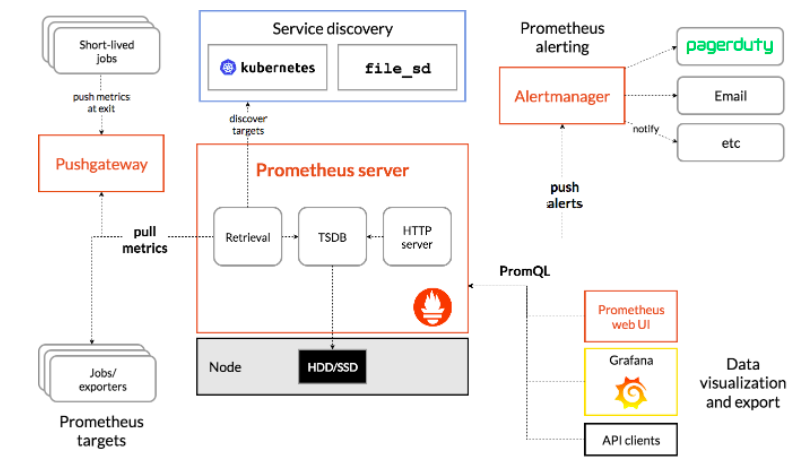 Short-lived
jobs
push metrics
at exit
Pushgateway
pull
metrics
Jobs/
exporters
Prometheus
targets
Service discovery
kubernetes
file_sd
discover
targets
Prometheus server
Retrieval
TSDB
HTTP
server
Node
HDD/SSD
Prometheus
alerting
Alertmanager
pagerduty
Email
notify
etc
push
alerts
PromQL
Prometheus
web UI
Grafana
API clients
Data
visualization
and export